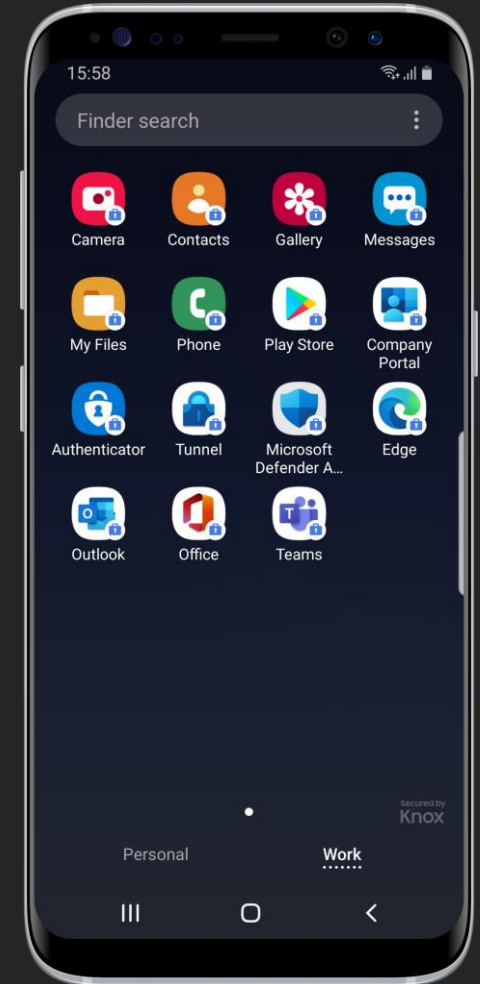 15:58
Finder search
Camera
Contacts
Gallery
Messages
My Files
Phone
Play Store
Company
Portal
Authenticator
Tunnel
Microsoft
Defender A...
Edge
Outlook
Office
Teams
Secured by
Knox
Personal
Work